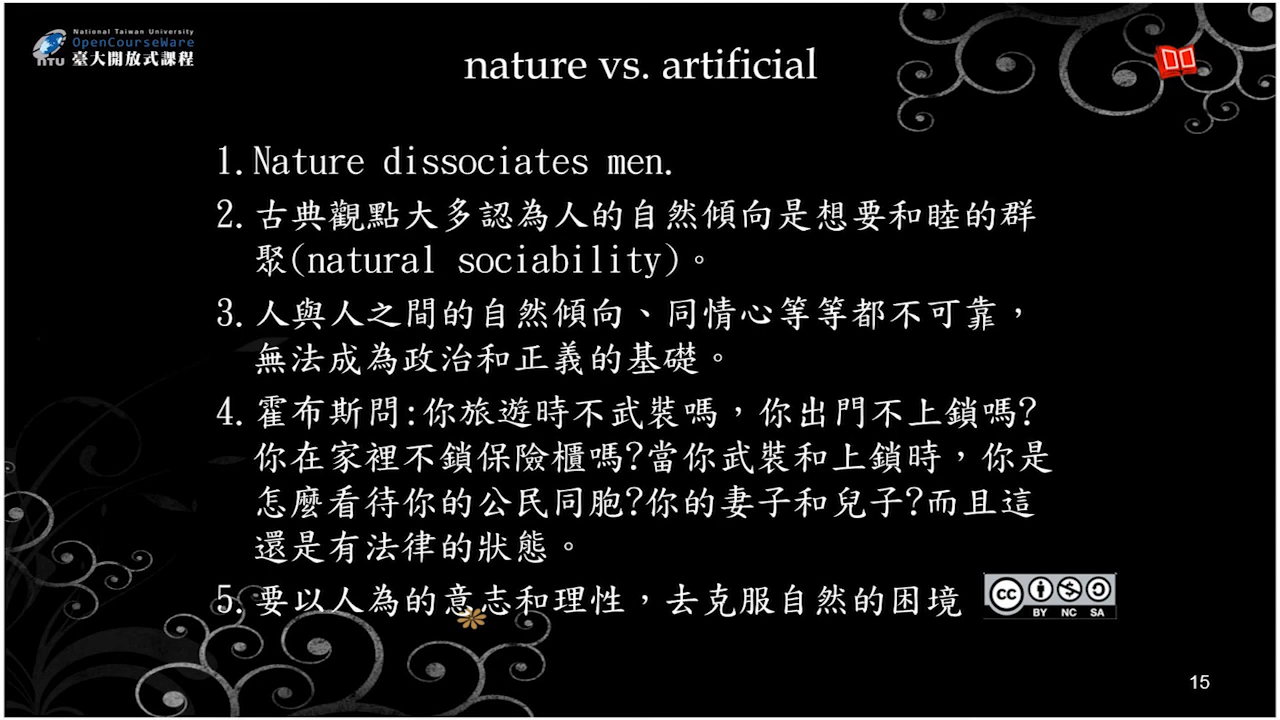 National Taiwan University
OpenCourseWare
NTU 臺大開放式課程
nature vs. artificial
1.Nature dissociates men.
2.古典觀點大多認為人的自然傾向是想要和睦的群
聚(natural sociability)。
3.人與人之間的自然傾向、同情心等等都不可靠，
無法成為政治和正義的基礎。
4.霍布斯問:你旅遊時不武裝嗎，你出門不上鎖嗎?
你在家裡不鎖保險櫃嗎?當你武裝和上鎖時，你是
怎麼看待你的公民同胞?你的妻子和兒子?而且這
還是有法律的狀態。
5.要以人為的意志和理性，去克服自然的困境
cc BY NC SA
15